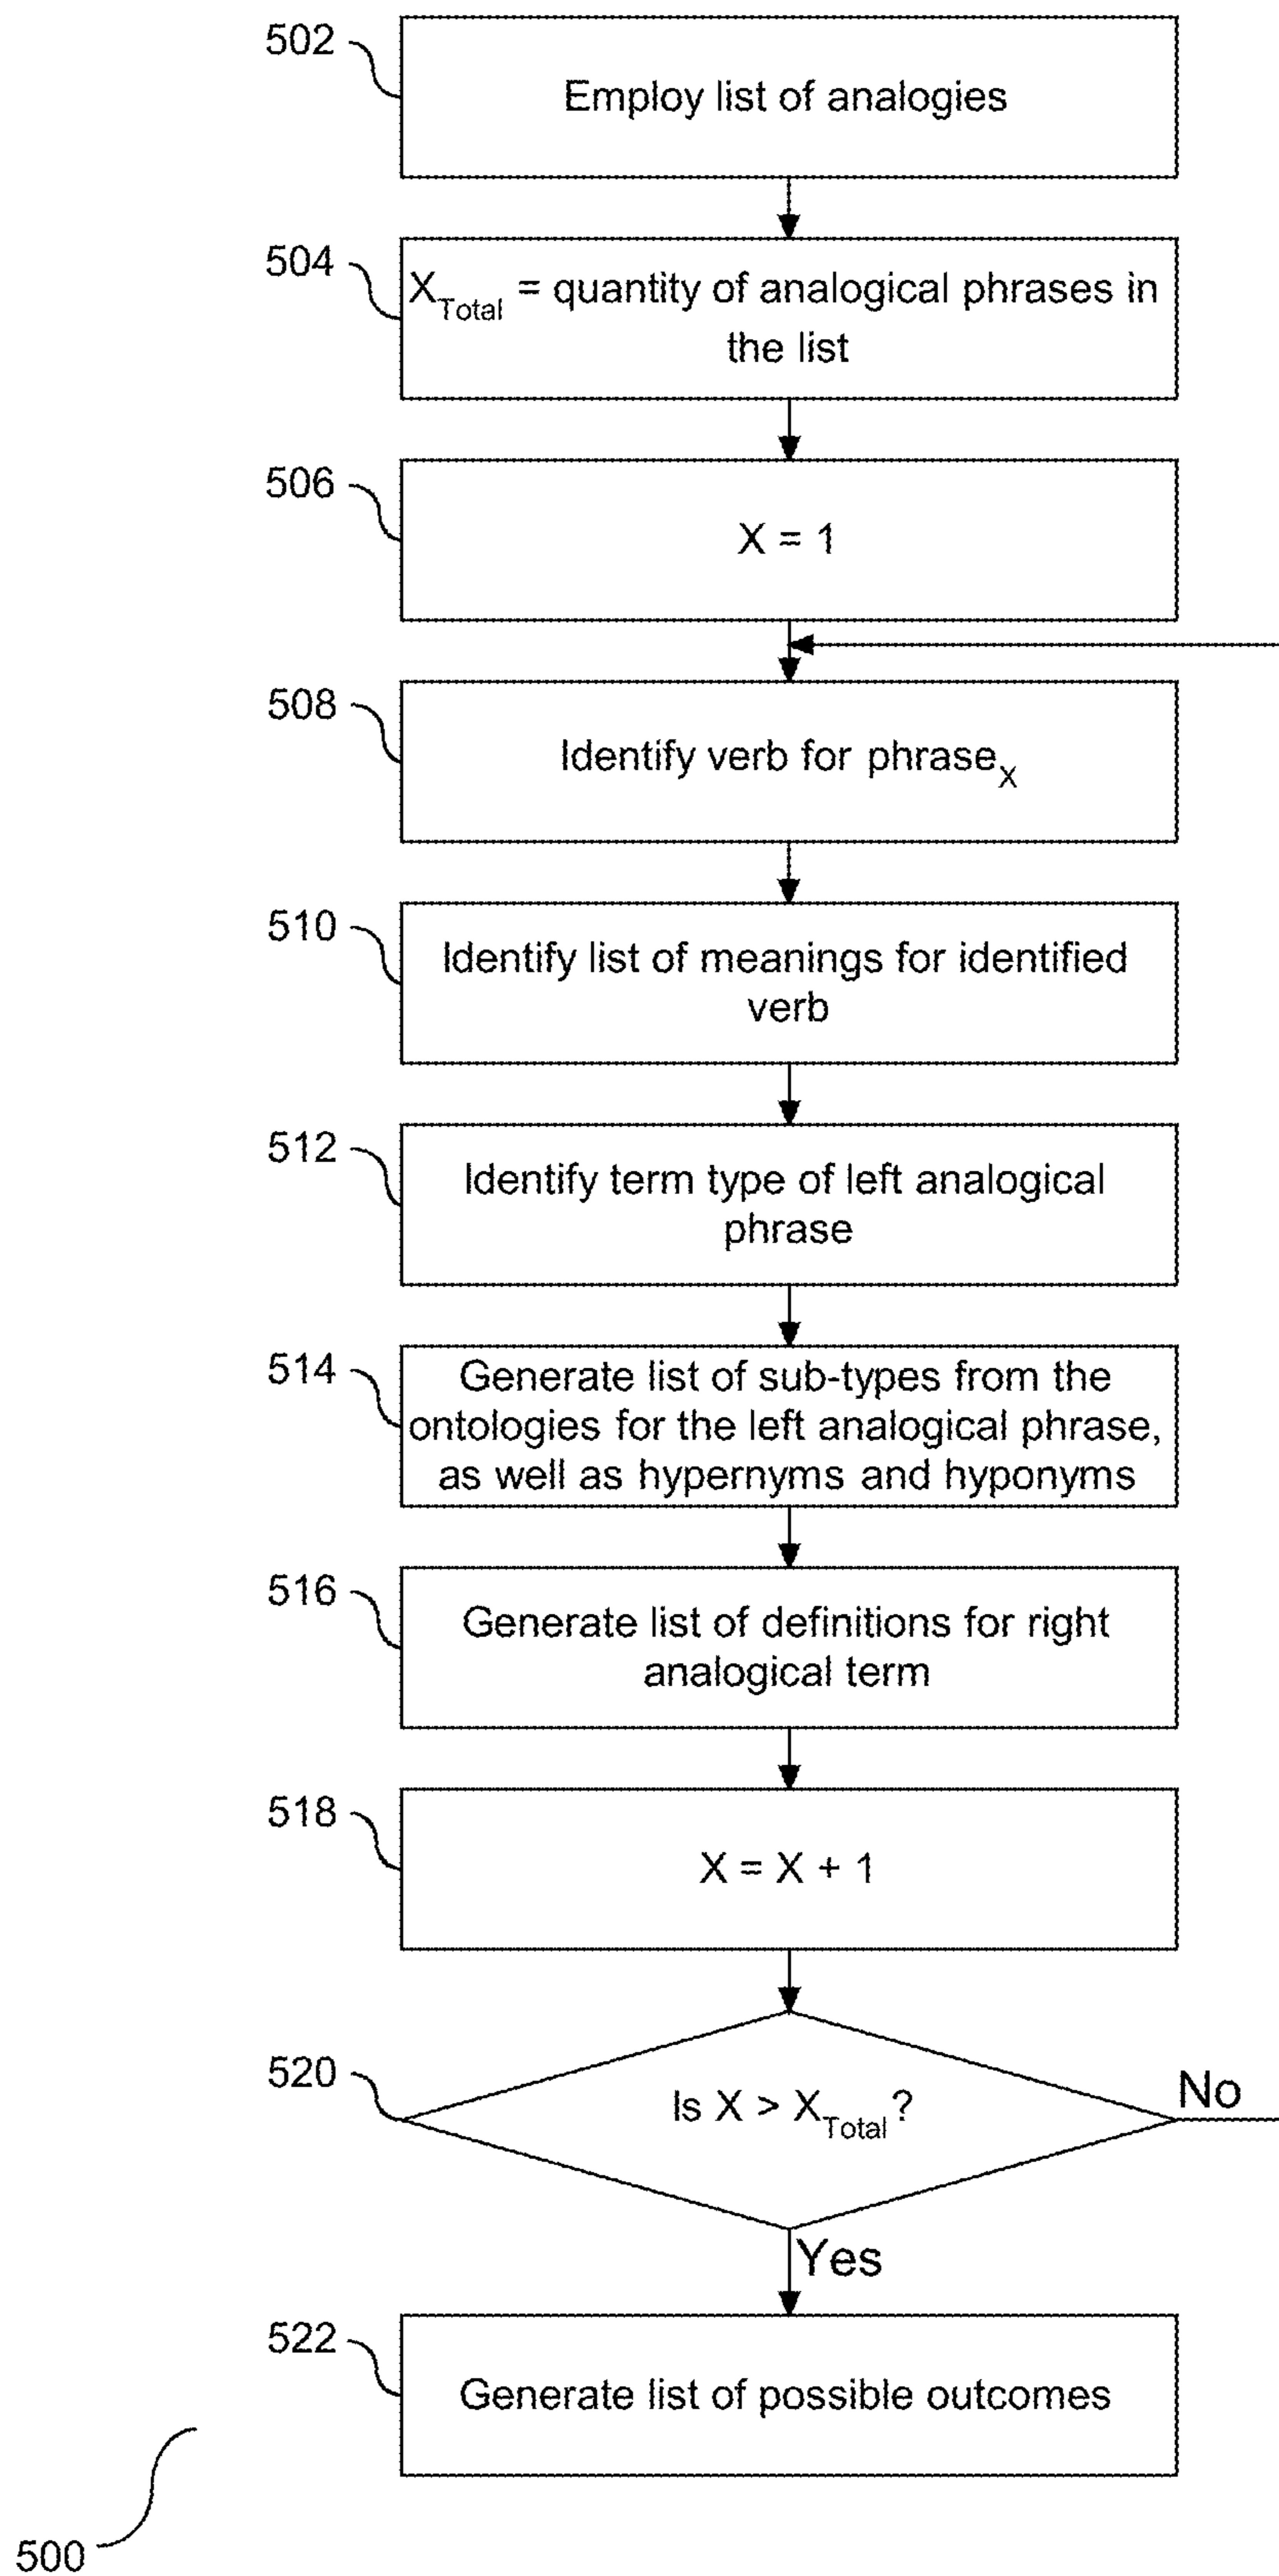 502
Employ list of analogies
504
X_Total = quantity of analogical phrases in
the list
506
X = 1
508
Identify verb for phrase_X
510
Identify list of meanings for identified
verb
512
Identify term type of left analogical
phrase
514
Generate list of sub-types from the
ontologies for the left analogical phrase,
as well as hypernyms and hyponyms
516
Generate list of definitions for right
analogical term
518
X = X + 1
520
Is X > X_Total?
No
Yes
522
Generate list of possible outcomes
500